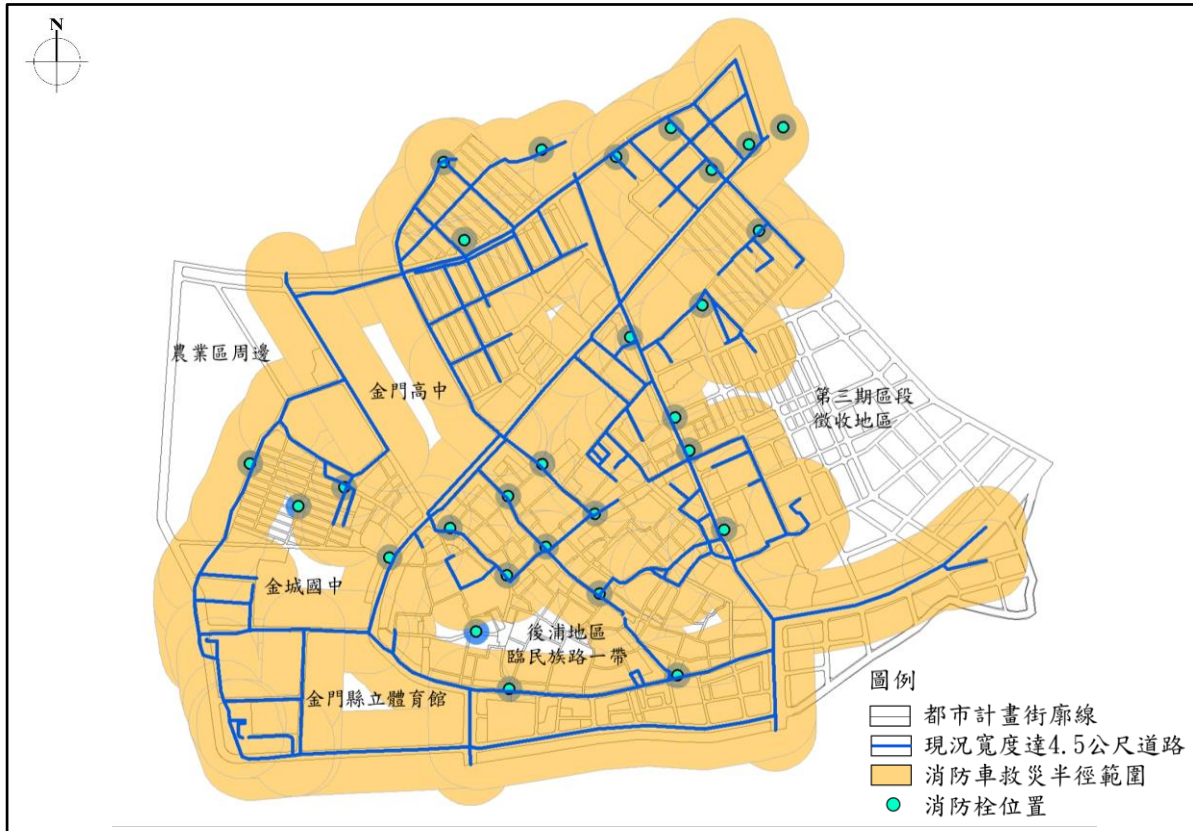 N
農業區周邊
金門高中
第三期區段
徵收地區
金城國中
後浦地區
臨民族路一帶
金門縣立體育館
圖例
都市計畫街廓線
現況寬度達4.5公尺道路
消防車救災半徑範圍
消防栓位置